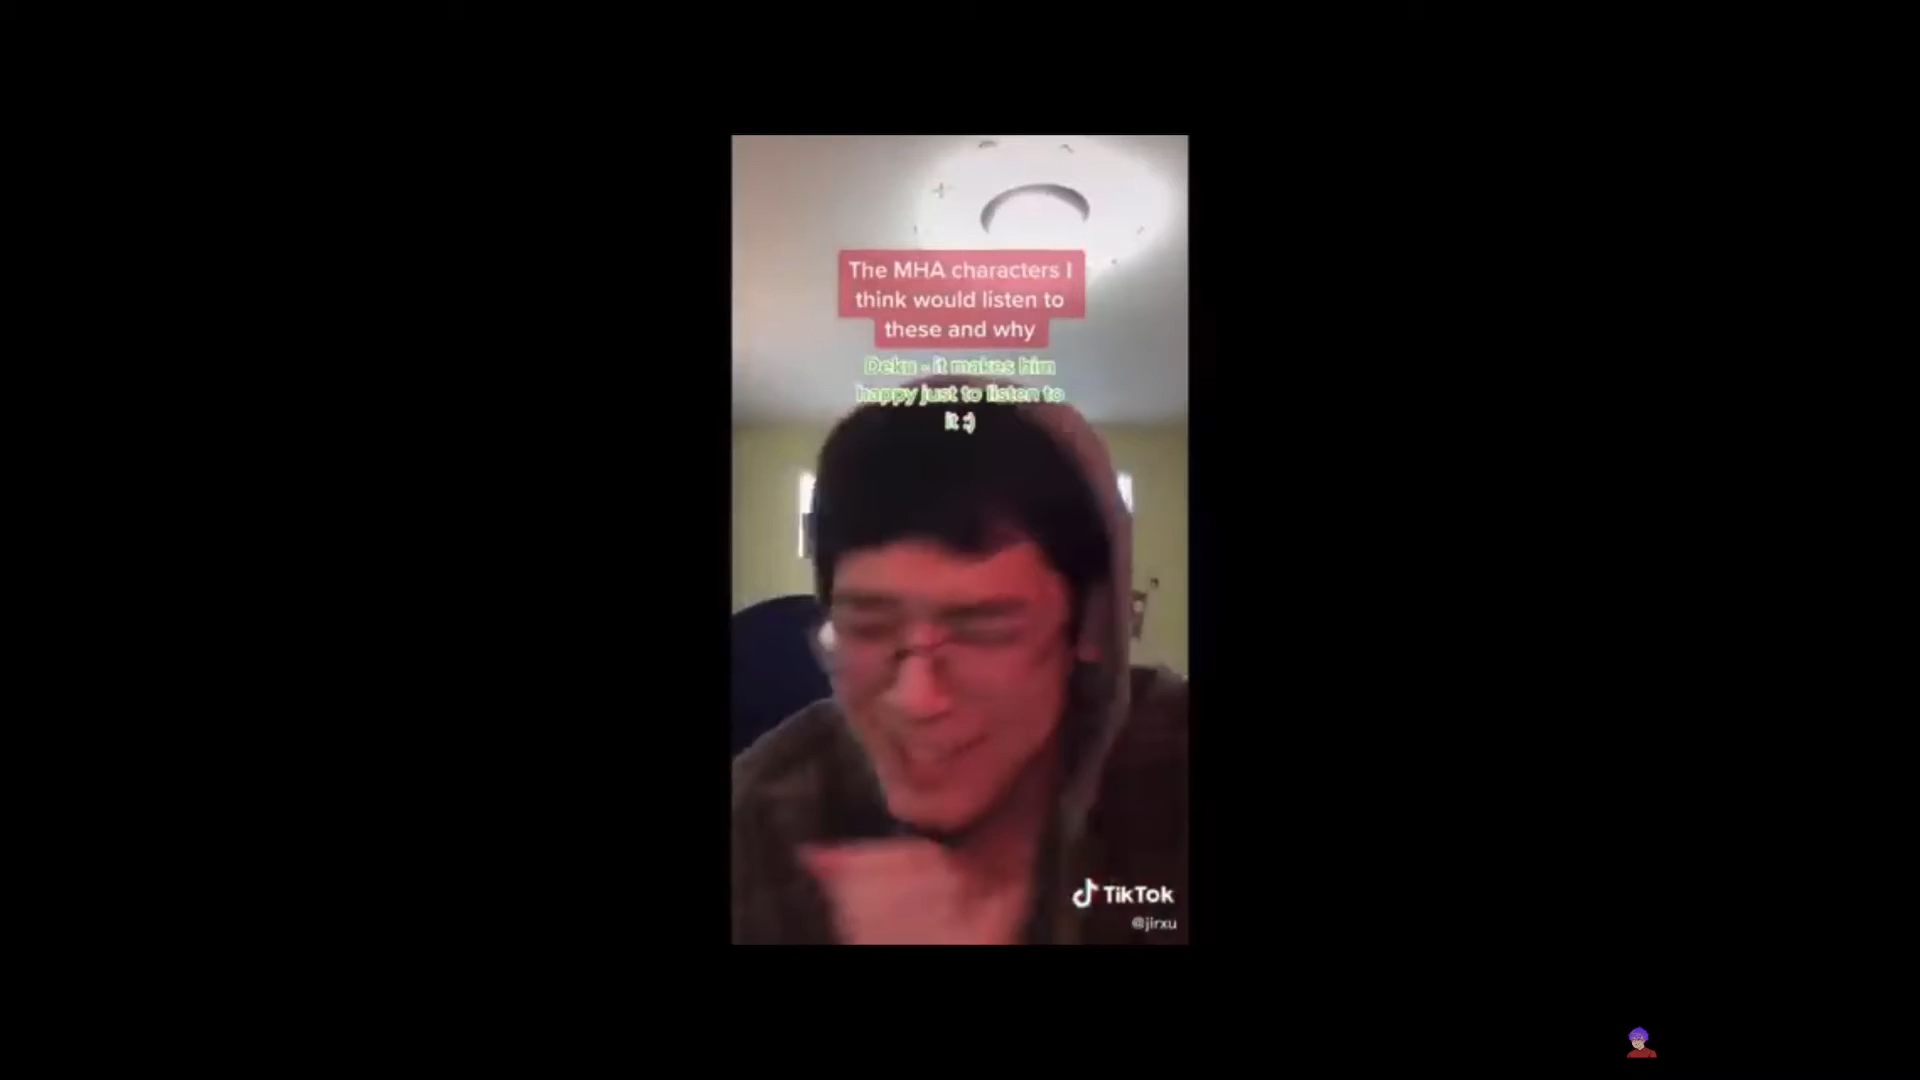 The MHA characters I
think would listen to
these and why
Deku - it makes him
happy just to listen to
it :)
TikTok
@jirxu